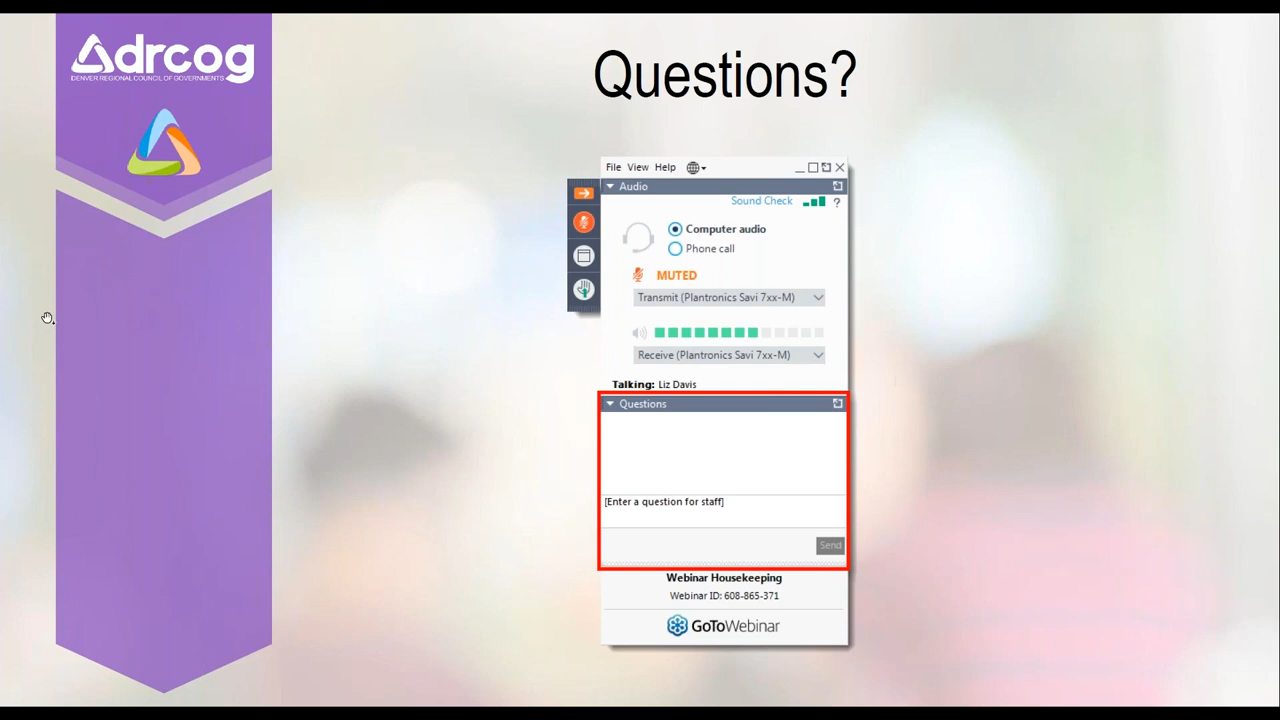 drcog
DENVER REGIONAL COUNCIL OF GOVERNMENTS
Questions?
File View Help
Audio
Sound Check ?
Computer audio
Phone call
MUTED
Transmit (Plantronics Savi 7xx-M)
Receive (Plantronics Savi 7xx-M)
Talking: Liz Davis
Questions
[Enter a question for staff]
Send
Webinar Housekeeping
Webinar ID: 608-865-371
GoToWebinar